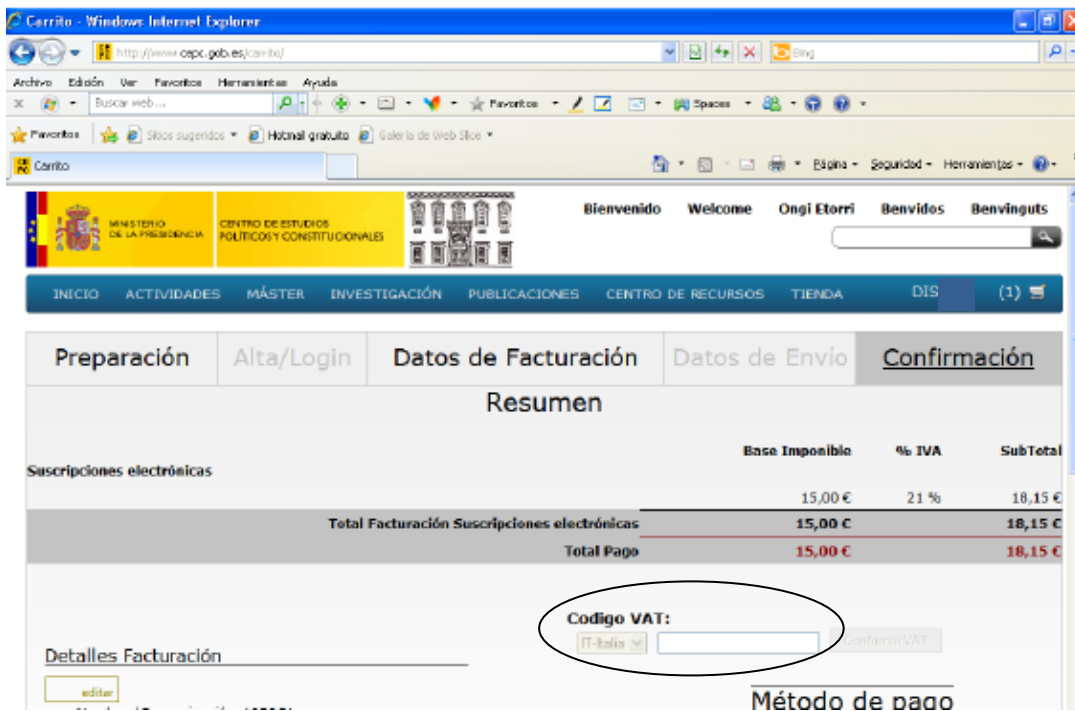 Carrito - Windows Internet Explorer
http://www.cepc.gob.es/carrito/
Bing
Archivo Edición Ver Favoritos Herramientas Ayuda
X Buscar web... Favoritos Spaces
Favoritos Sitios sugeridos Hotmail gratuito Galería de Web Slice
Carrito Página Seguridad Herramientas
MINISTERIO
DE LA PRESIDENCIA
CENTRO DE ESTUDIOS
POLÍTICOS Y CONSTITUCIONALES
Bienvenido Welcome Ongi Etorri Benvidos Benvinguts
INICIO ACTIVIDADES MÁSTER INVESTIGACIÓN PUBLICACIONES CENTRO DE RECURSOS TIENDA DIS (1)
Preparación Alta/Login Datos de Facturación Datos de Envío Confirmación
Resumen
Base Imponible % IVA SubTotal
Suscripciones electrónicas
15,00 € 21 % 18,15 €
Total Facturación Suscripciones electrónicas 15,00 € 18,15 €
Total Pago 15,00 € 18,15 €
Codigo VAT:
IT-Italia Confirmar VAT
Detalles Facturación
editar
Método de pago